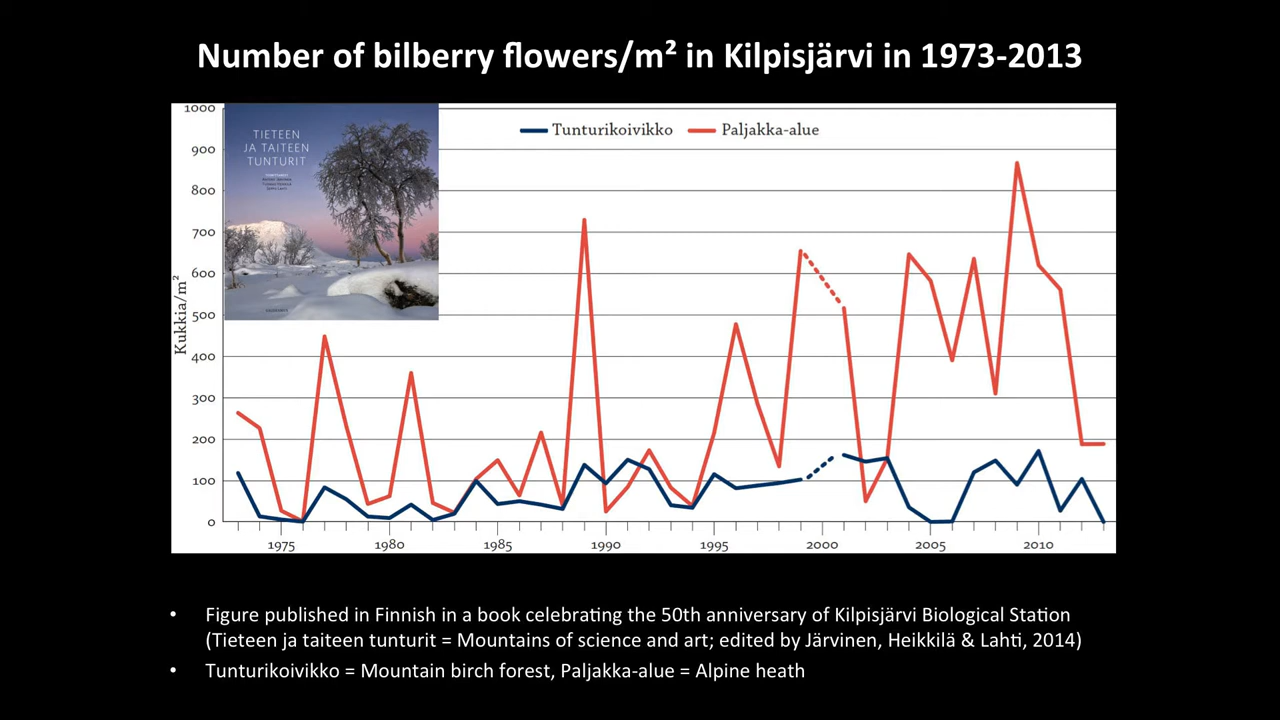 Number of bilberry flowers/m² in Kilpisjärvi in 1973-2013
Tunturikoivikko
Paljakka-alue
TIETEEN
JA TAITEEN
TUNTURIT
Kukkia/m²
1000
900
800
700
600
500
400
300
200
100
0
1975
1980
1985
1990
1995
2000
2005
2010
• Figure published in Finnish in a book celebrating the 50th anniversary of Kilpisjärvi Biological Station
(Tieteen ja taiteen tunturit = Mountains of science and art; edited by Järvinen, Heikkilä & Lahti, 2014)
• Tunturikoivikko = Mountain birch forest, Paljakka-alue = Alpine heath